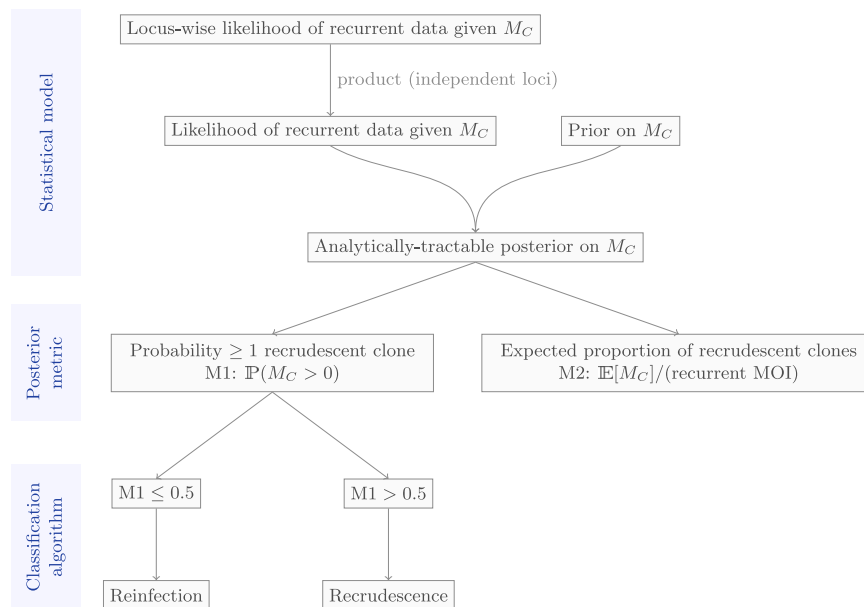 Statistical model
Locus-wise likelihood of recurrent data given M_C
product (independent loci)
Likelihood of recurrent data given M_C
Prior on M_C
Analytically-tractable posterior on M_C
Posterior
metric
Probability ≥ 1 recrudescent clone
M1: ℙ(M_C > 0)
Expected proportion of recrudescent clones
M2: 𝔼[M_C]/(recurrent MOI)
Classification
algorithm
M1 ≤ 0.5
M1 > 0.5
Reinfection
Recrudescence